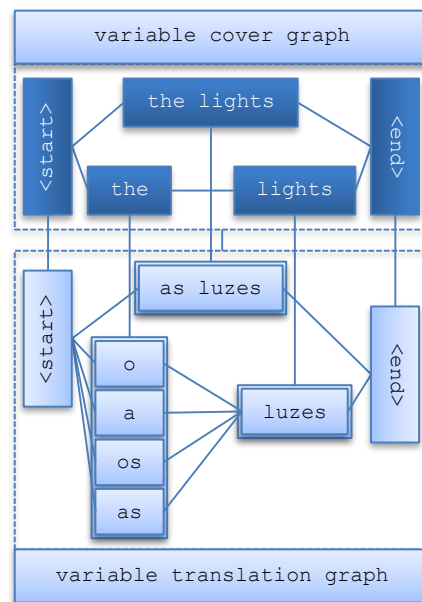 variable cover graph
the lights
<start>
<end>
the
lights
as luzes
<start>
<end>
o
a
luzes
os
as
variable translation graph